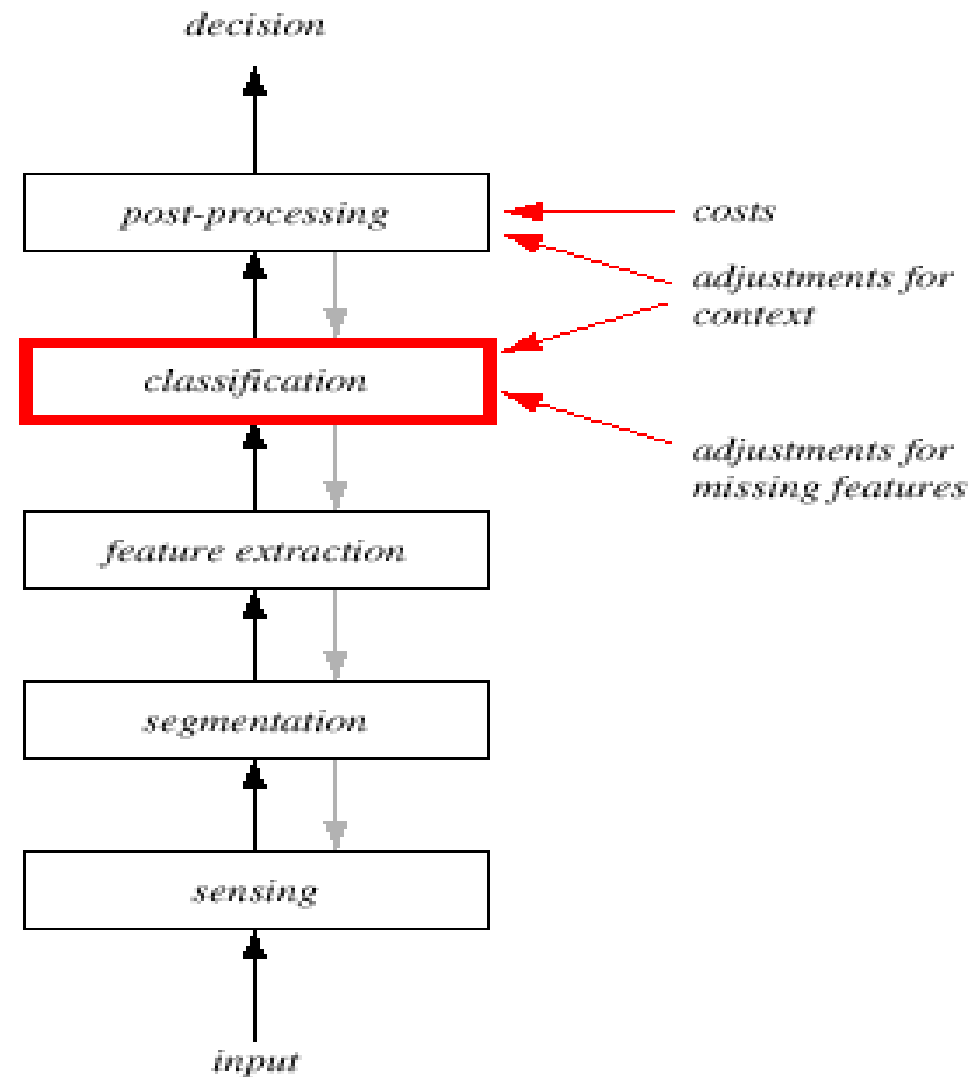 decision
post-processing
costs
adjustments for
context
classification
adjustments for
missing features
feature extraction
segmentation
sensing
input